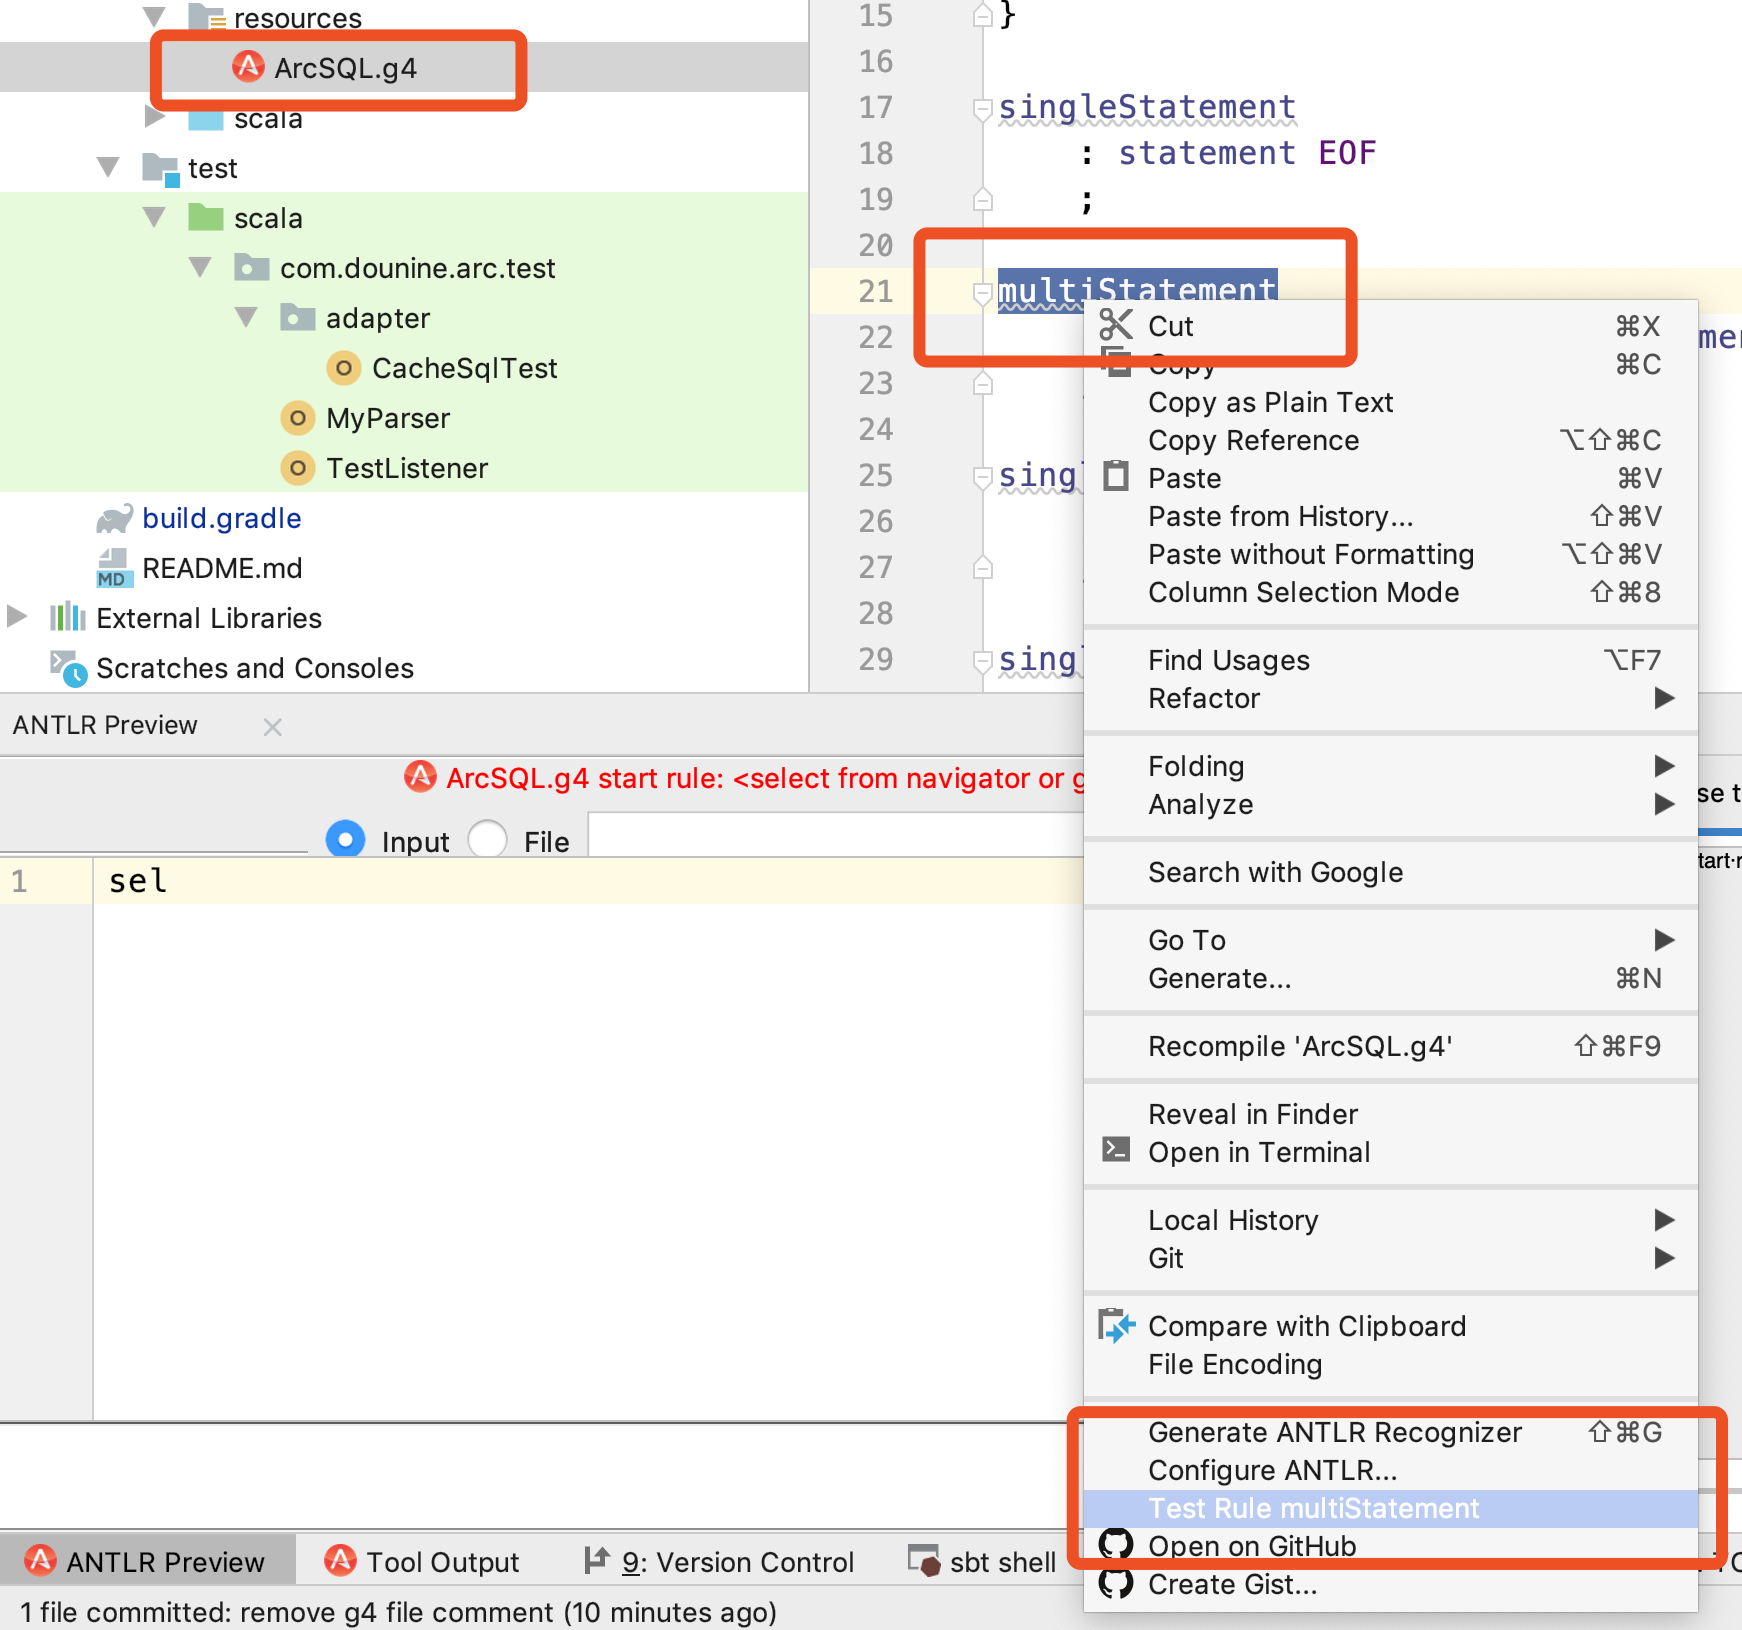 resources
ArcSQL.g4
scala
test
scala
com.dounine.arc.test
adapter
CacheSqlTest
MyParser
TestListener
build.gradle
MD README.md
External Libraries
Scratches and Consoles
15 }
16
17 singleStatement
18 : statement EOF
19 ;
20
21 multiStatement
22
23
24
25 sing
26
27
28
29 sing
Cut ⌘X
Copy ⌘C
Copy as Plain Text
Copy Reference ⌥⇧⌘C
Paste ⌘V
Paste from History... ⇧⌘V
Paste without Formatting ⌥⇧⌘V
Column Selection Mode ⇧⌘8
Find Usages ⌥F7
Refactor
Folding
Analyze
Search with Google
Go To
Generate... ⌘N
Recompile 'ArcSQL.g4' ⇧⌘F9
Reveal in Finder
Open in Terminal
Local History
Git
Compare with Clipboard
File Encoding
Generate ANTLR Recognizer ⇧⌘G
Configure ANTLR...
Test Rule multiStatement
Open on GitHub
Create Gist...
ANTLR Preview
ArcSQL.g4 start rule: <select from navigator or g
Input File
1 sel
ANTLR Preview Tool Output 9: Version Control sbt shell
1 file committed: remove g4 file comment (10 minutes ago)